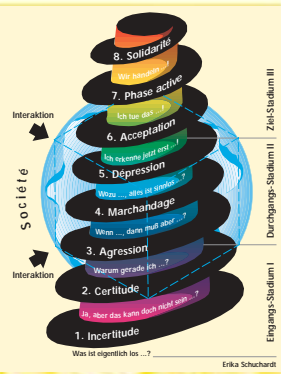 8. Solidarité
Wir handeln ...!
7. Phase active
Ich tue das ...!
6. Acceptation
Ich erkenne jetzt erst ...!
5. Dépression
Wozu ..., alles ist sinnlos ...?
4. Marchandage
Wenn ..., dann muß aber ...?
3. Agression
Warum gerade ich ...?
2. Certitude
Ja, aber das kann doch nicht sein ...?
1. Incertitude
Was ist eigentlich los ...?
Interaktion
Société
Interaktion
Ziel-Stadium III
Durchgangs-Stadium II
Eingangs-Stadium I
Erika Schuchardt